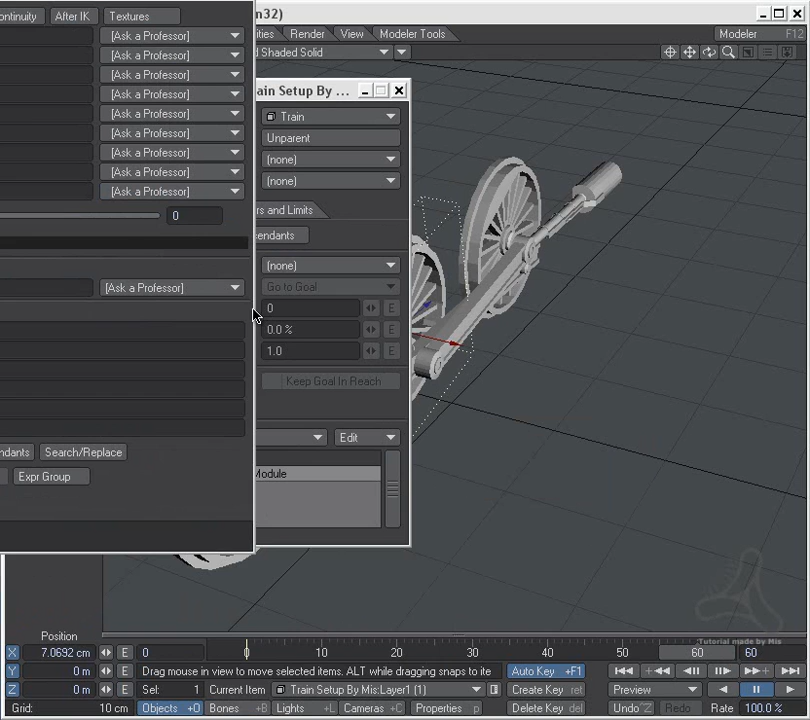 ontinuity After IK Textures
[Ask a Professor]
[Ask a Professor]
[Ask a Professor]
[Ask a Professor]
[Ask a Professor]
[Ask a Professor]
[Ask a Professor]
[Ask a Professor]
[Ask a Professor]
0
[Ask a Professor]
ndants Search/Replace
Expr Group
n32)
ities Render View Modeler Tools Modeler F12
d Shaded Solid
ain Setup By ...
Train
Unparent
(none)
(none)
rs and Limits
cendants
(none)
Go to Goal
0 E
0.0 % E
1.0 E
Keep Goal In Reach
Edit
Module
Tutorial made by Mis
Position
X 7.0692 cm E 0 0 10 20 30 40 50 60 60
Y 0 m E Drag mouse in view to move selected items. ALT while dragging snaps to ite Auto Key +F1
Z 0 m E Sel: 1 Current Item Train Setup By Mis:Layer1 (1) Create Key ret Preview
Grid: 10 cm Objects +O Bones +B Lights +L Cameras +C Properties p Delete Key del Undo^Z Redo Rate 100.0 %